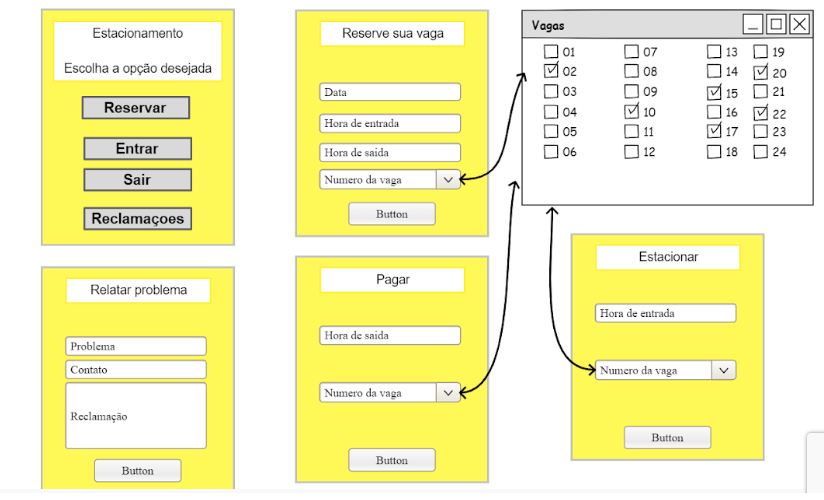 Estacionamento
Escolha a opção desejada
Reservar
Entrar
Sair
Reclamaçoes
Reserve sua vaga
Data
Hora de entrada
Hora de saida
Numero da vaga
Button
Vagas
01 07 13 19
02 08 14 20
03 09 15 21
04 10 16 22
05 11 17 23
06 12 18 24
Relatar problema
Problema
Contato
Reclamação
Button
Pagar
Hora de saida
Numero da vaga
Button
Estacionar
Hora de entrada
Numero da vaga
Button